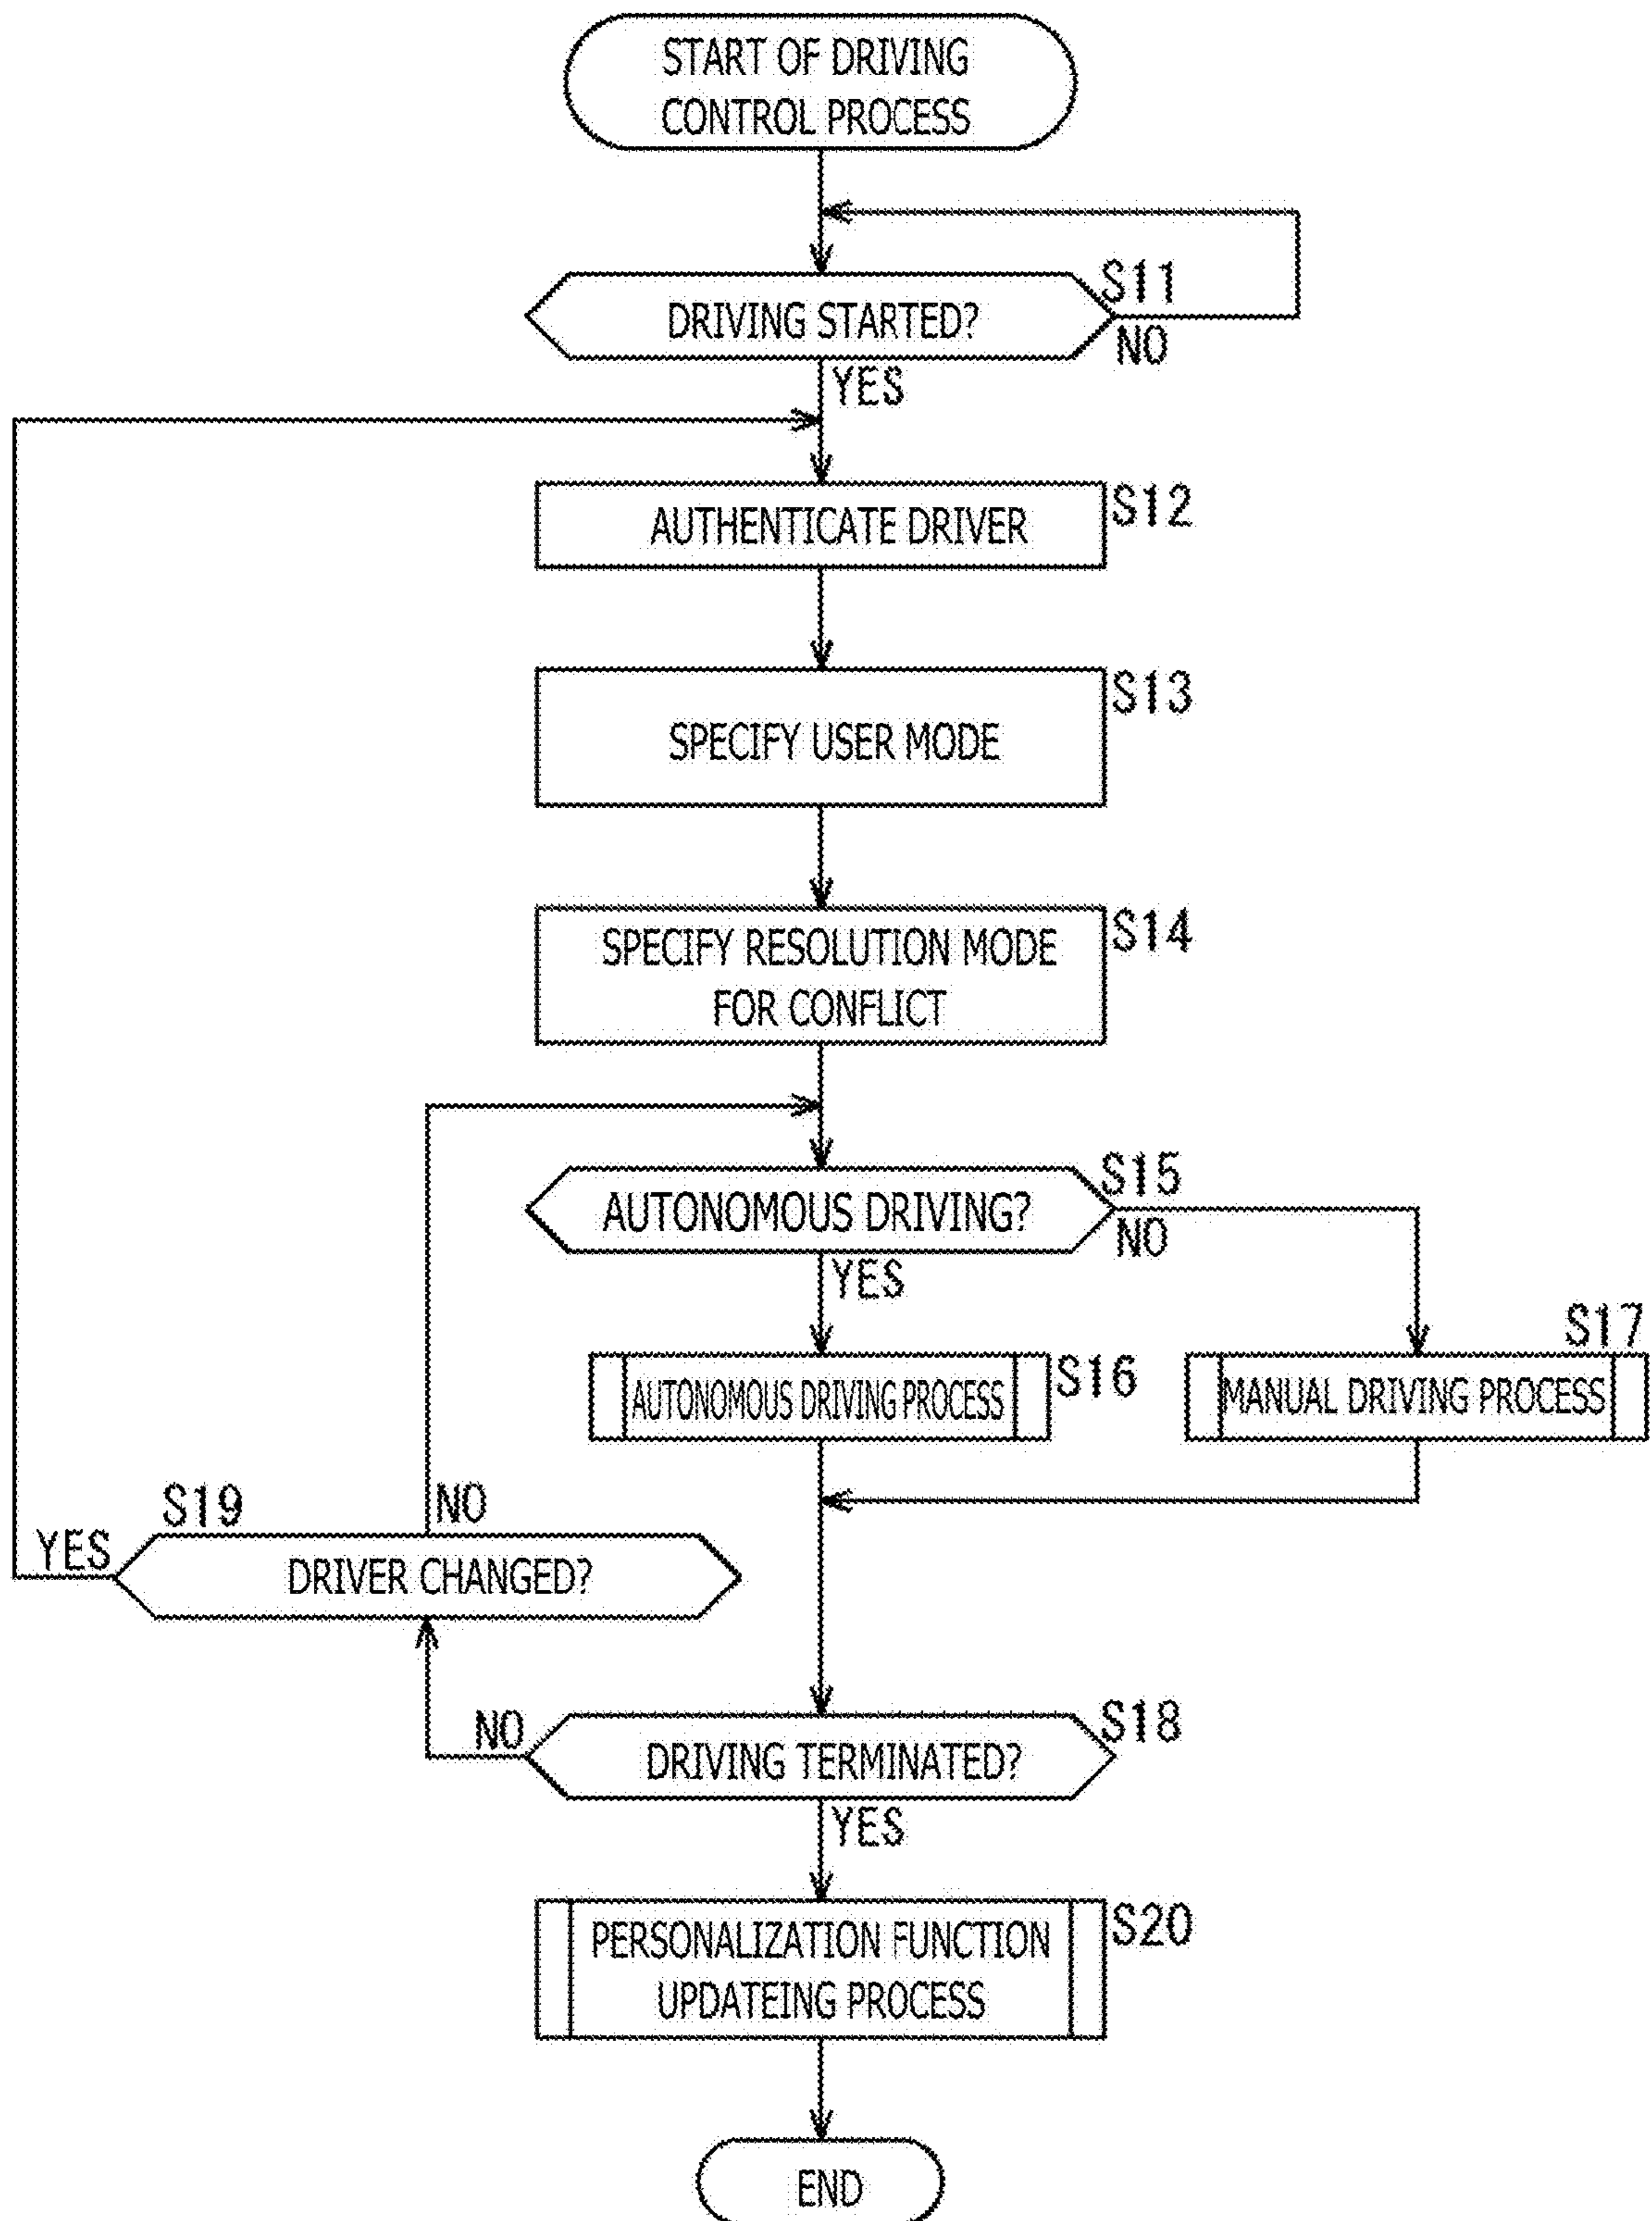 START OF DRIVING
CONTROL PROCESS
S11
DRIVING STARTED?
NO
YES
S12
AUTHENTICATE DRIVER
S13
SPECIFY USER MODE
S14
SPECIFY RESOLUTION MODE
FOR CONFLICT
S15
AUTONOMOUS DRIVING?
NO
YES
S17
S16
AUTONOMOUS DRIVING PROCESS
MANUAL DRIVING PROCESS
S19
NO
YES
DRIVER CHANGED?
S18
NO
DRIVING TERMINATED?
YES
S20
PERSONALIZATION FUNCTION
UPDATEING PROCESS
END